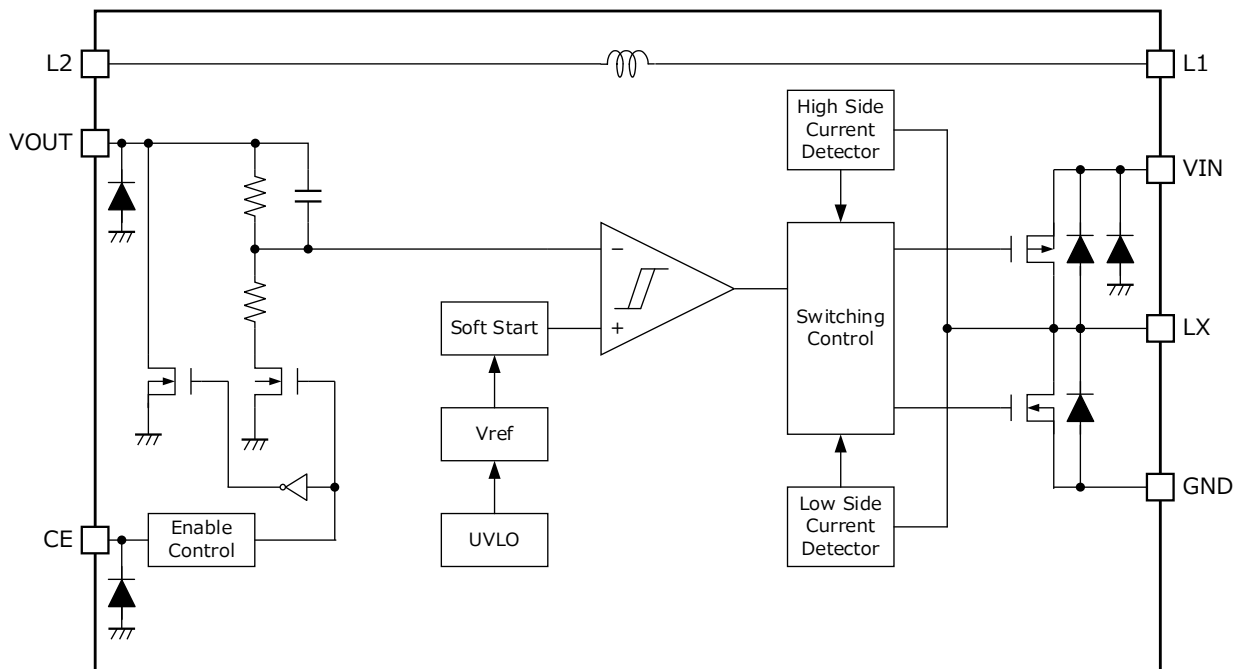 L2
L1
High Side
Current
Detector
VOUT
VIN
−
Soft Start
+
Switching
Control
LX
Vref
GND
CE
Enable
Control
UVLO
Low Side
Current
Detector